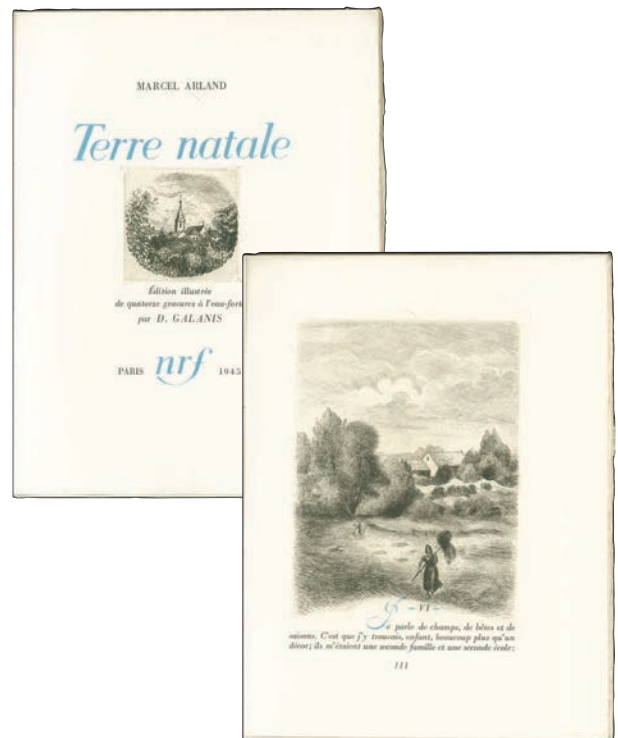 MARCEL ARLAND
Terre natale
Édition illustrée
de quatorze gravures à l'eau-fort
par D. GALANIS
PARIS nrf 1945
– VI –
Je parle de champs, de bêtes et de
saisons. C'est que j'y trouvais, enfant, beaucoup plus qu'un
décor; ils m'étaient une seconde famille et une seconde école;
III